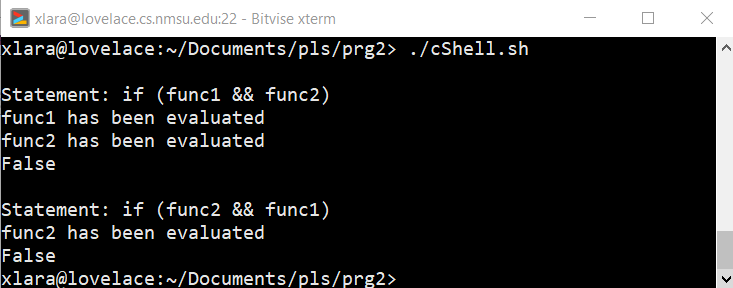 xlara@lovelace.cs.nmsu.edu:22 - Bitvise xterm
xlara@lovelace:~/Documents/pls/prg2> ./cShell.sh
Statement: if (func1 && func2)
func1 has been evaluated
func2 has been evaluated
False
Statement: if (func2 && func1)
func2 has been evaluated
False
xlara@lovelace:~/Documents/pls/prg2>